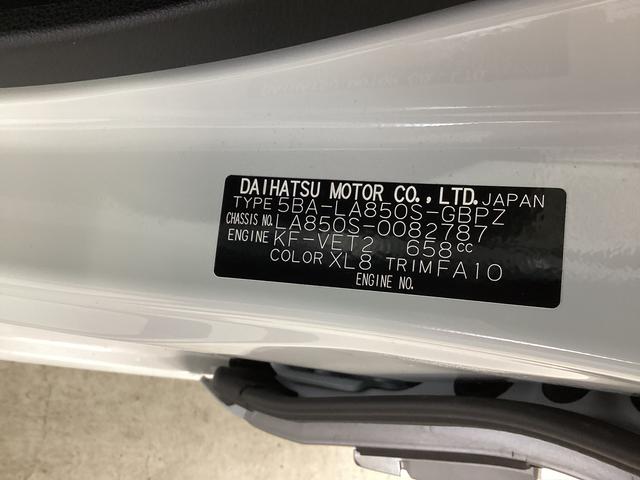 DAIHATSU MOTOR CO., LTD. JAPAN
TYPE 5BA-LA850S-GBPZ
CHASSIS NO. LA850S-0082787
ENGINE KF-VET2 658cc
COLOR XL8 TRIM FA10
ENGINE NO.